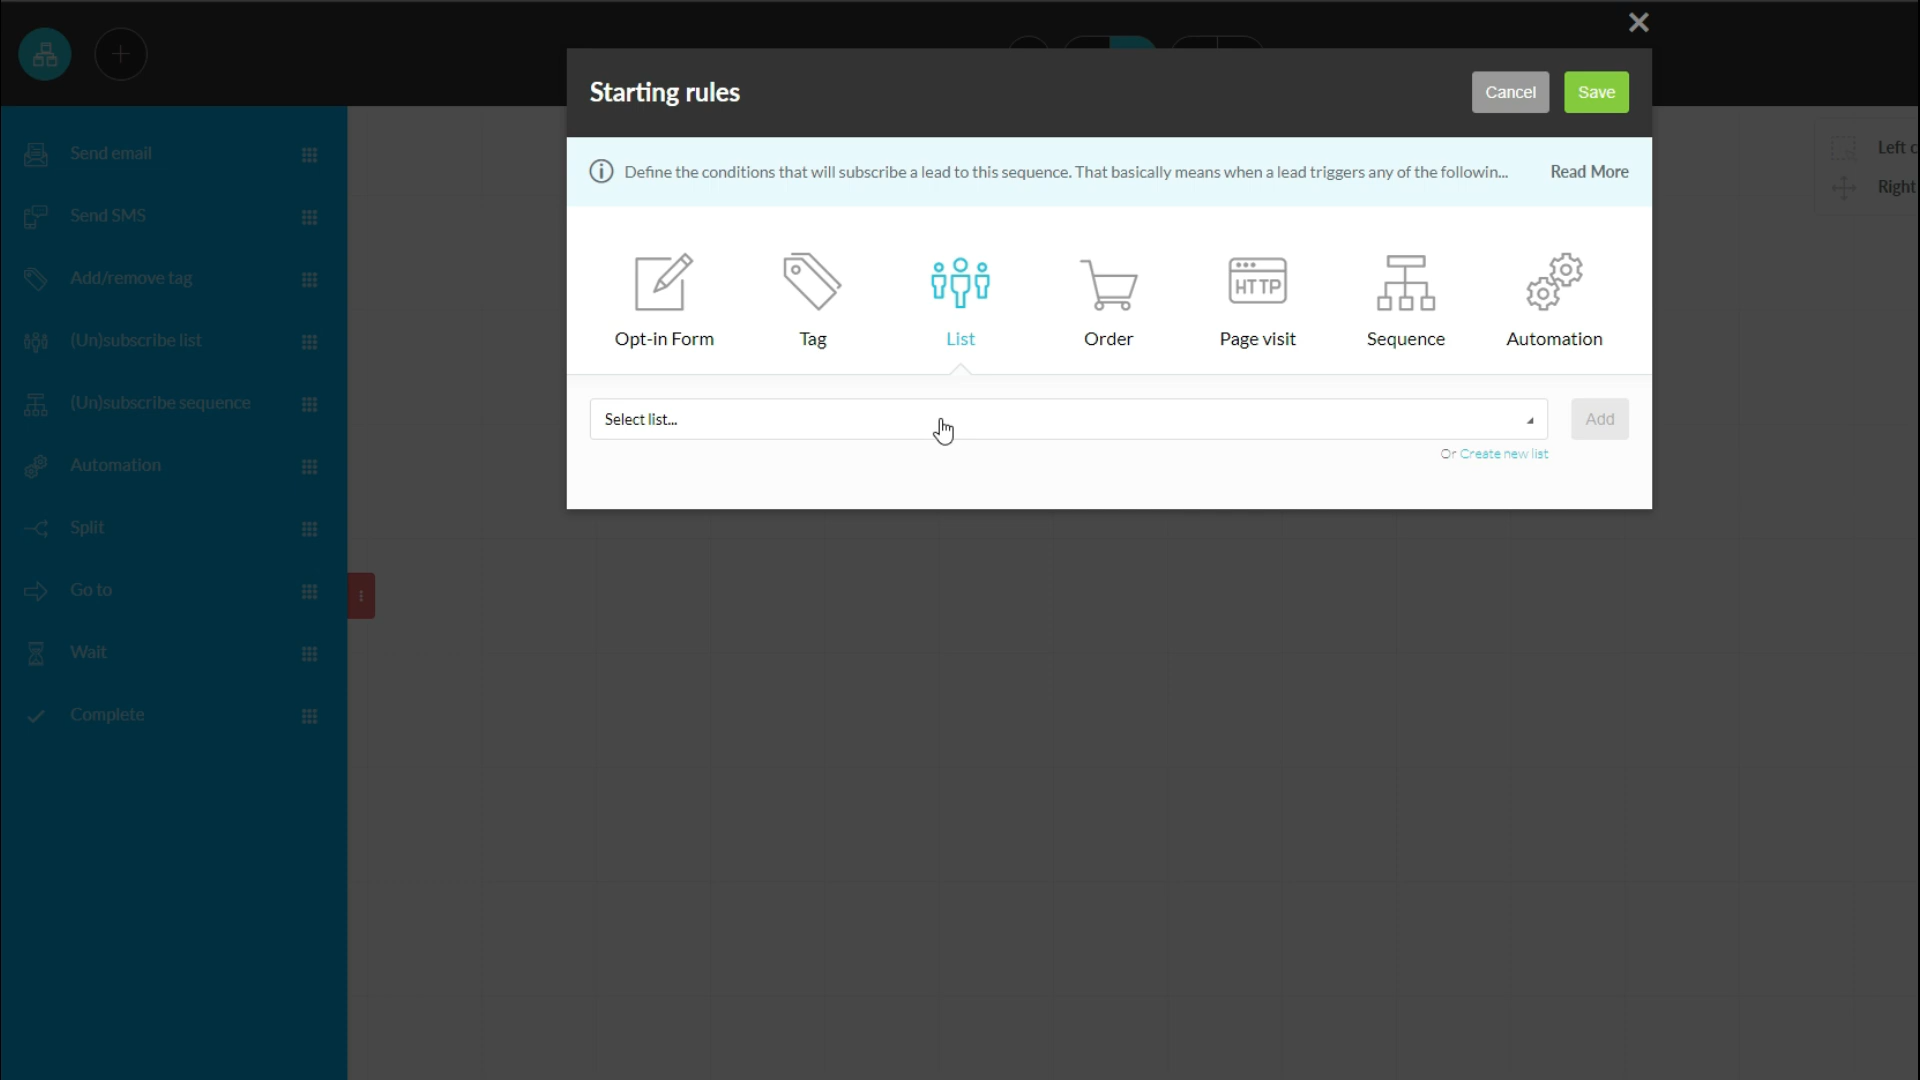 Starting rules
Cancel
Save
Define the conditions that will subscribe a lead to this sequence. That basically means when a lead triggers any of the followin...
Read More
Opt-in Form
Tag
List
Order
HTTP
Page visit
Sequence
Automation
Select list...
Add
Or Create new list
Send email
Send SMS
Add/remove tag
(Un)subscribe list
(Un)subscribe sequence
Automation
Split
Go to
Wait
Complete
Left c
Right